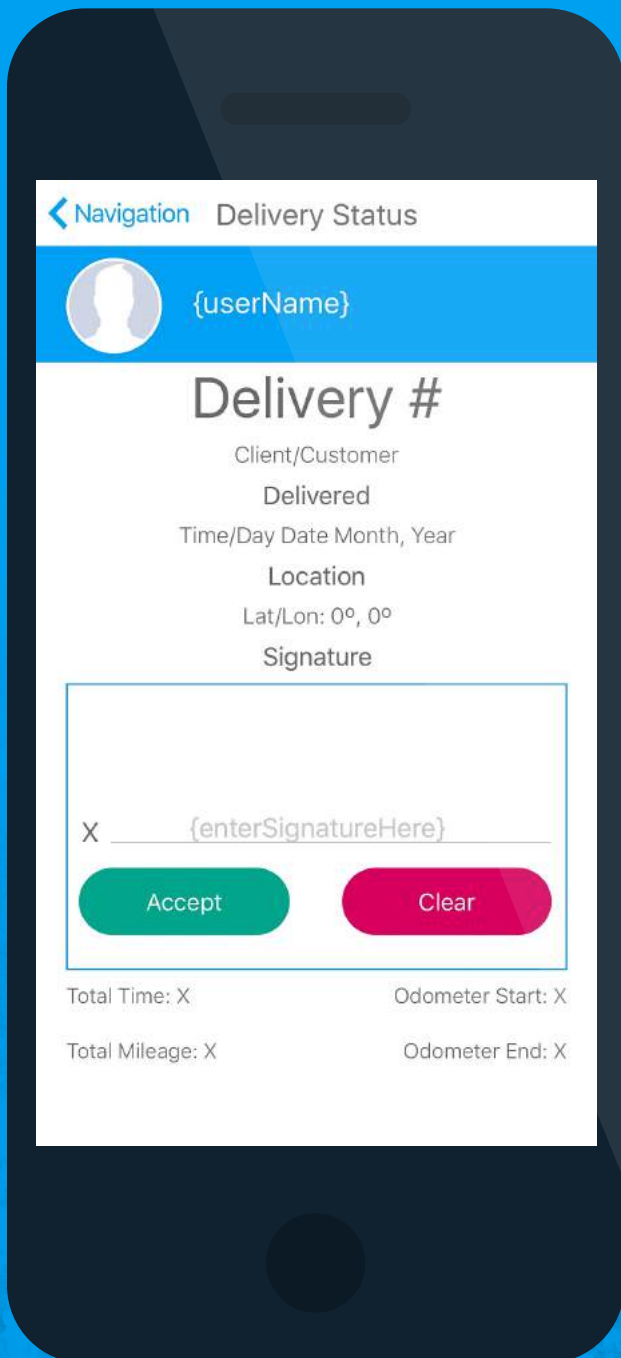 Navigation Delivery Status
{userName}
Delivery #
Client/Customer
Delivered
Time/Day Date Month, Year
Location
Lat/Lon: 0º, 0º
Signature
X {enterSignatureHere}
Accept Clear
Total Time: X Odometer Start: X
Total Mileage: X Odometer End: X